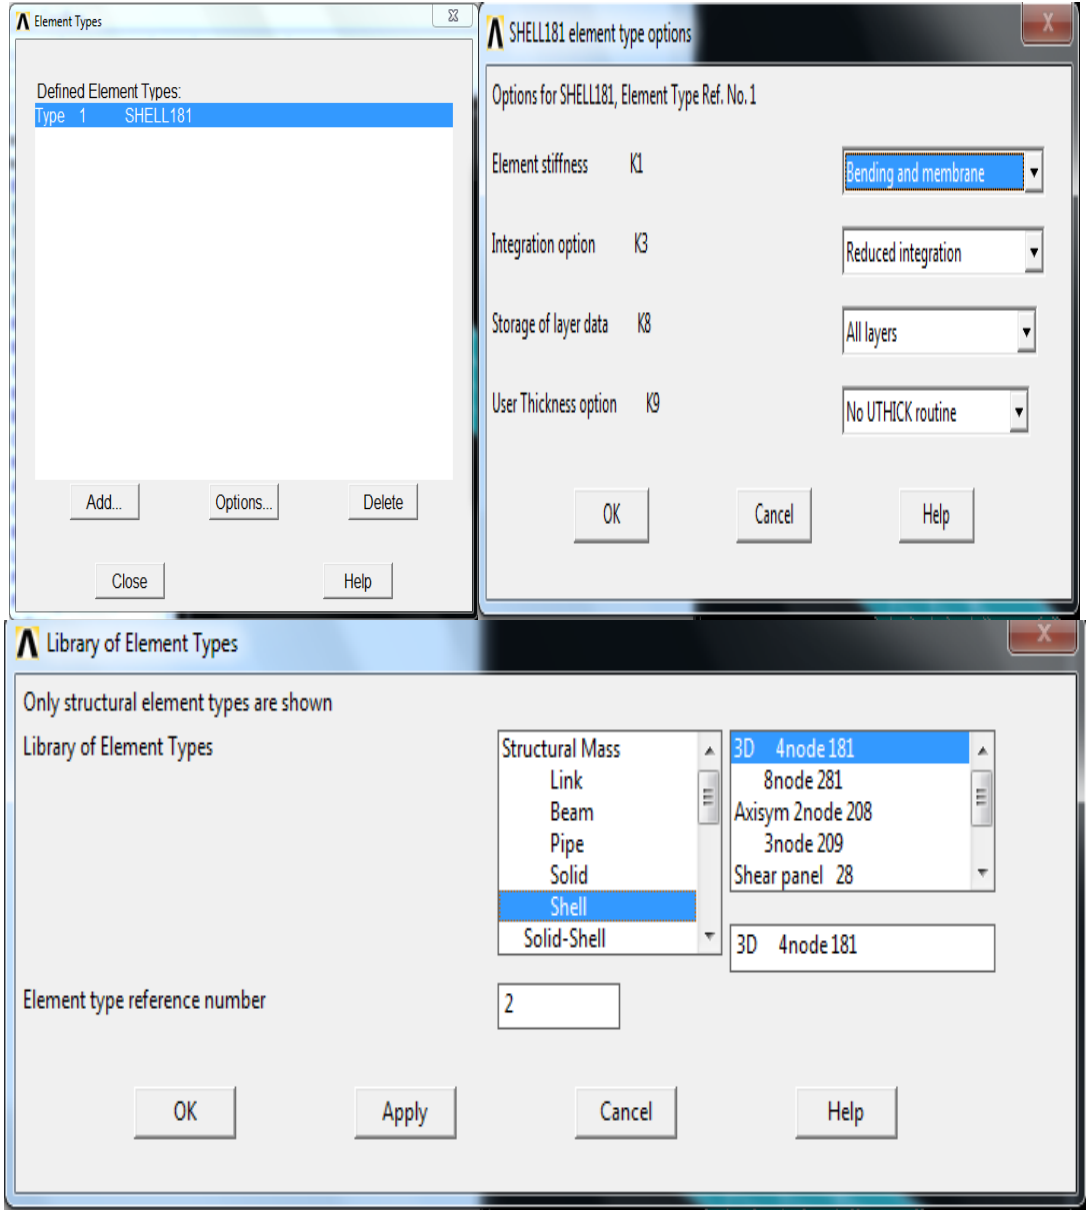 Element Types
Defined Element Types:
Type 1 SHELL181
Add...
Options...
Delete
Close
Help
SHELL181 element type options
Options for SHELL181, Element Type Ref. No. 1
Element stiffness K1 Bending and membrane
Integration option K3 Reduced integration
Storage of layer data K8 All layers
User Thickness option K9 No UTHICK routine
OK
Cancel
Help
Library of Element Types
Only structural element types are shown
Library of Element Types
Structural Mass
Link
Beam
Pipe
Solid
Shell
Solid-Shell
3D 4node 181
8node 281
Axisym 2node 208
3node 209
Shear panel 28
3D 4node 181
Element type reference number 2
OK
Apply
Cancel
Help